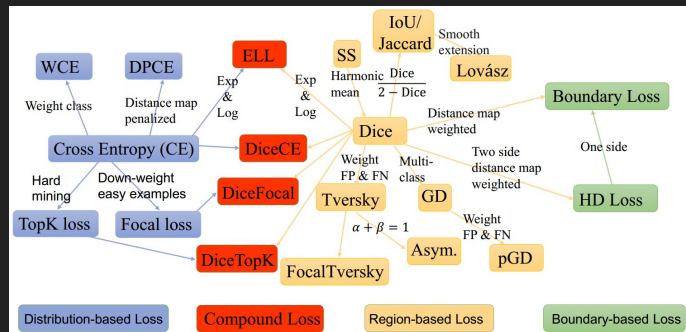 WCE
DPCE
ELL
SS
IoU/
Jaccard
Smooth
extension
Lovász
Weight class
Distance map
penalized
Exp
&
Log
Exp
&
Log
Harmonic
mean
Dice
2 − Dice
Distance map
weighted
Boundary Loss
Cross Entropy (CE)
DiceCE
Dice
Two side
distance map
weighted
One side
Hard
mining
Down-weight
easy examples
DiceFocal
Weight
FP & FN
Multi-
class
TopK loss
Focal loss
Tversky
GD
HD Loss
α + β = 1
Weight
FP & FN
DiceTopK
FocalTversky
Asym.
pGD
Distribution-based Loss
Compound Loss
Region-based Loss
Boundary-based Loss